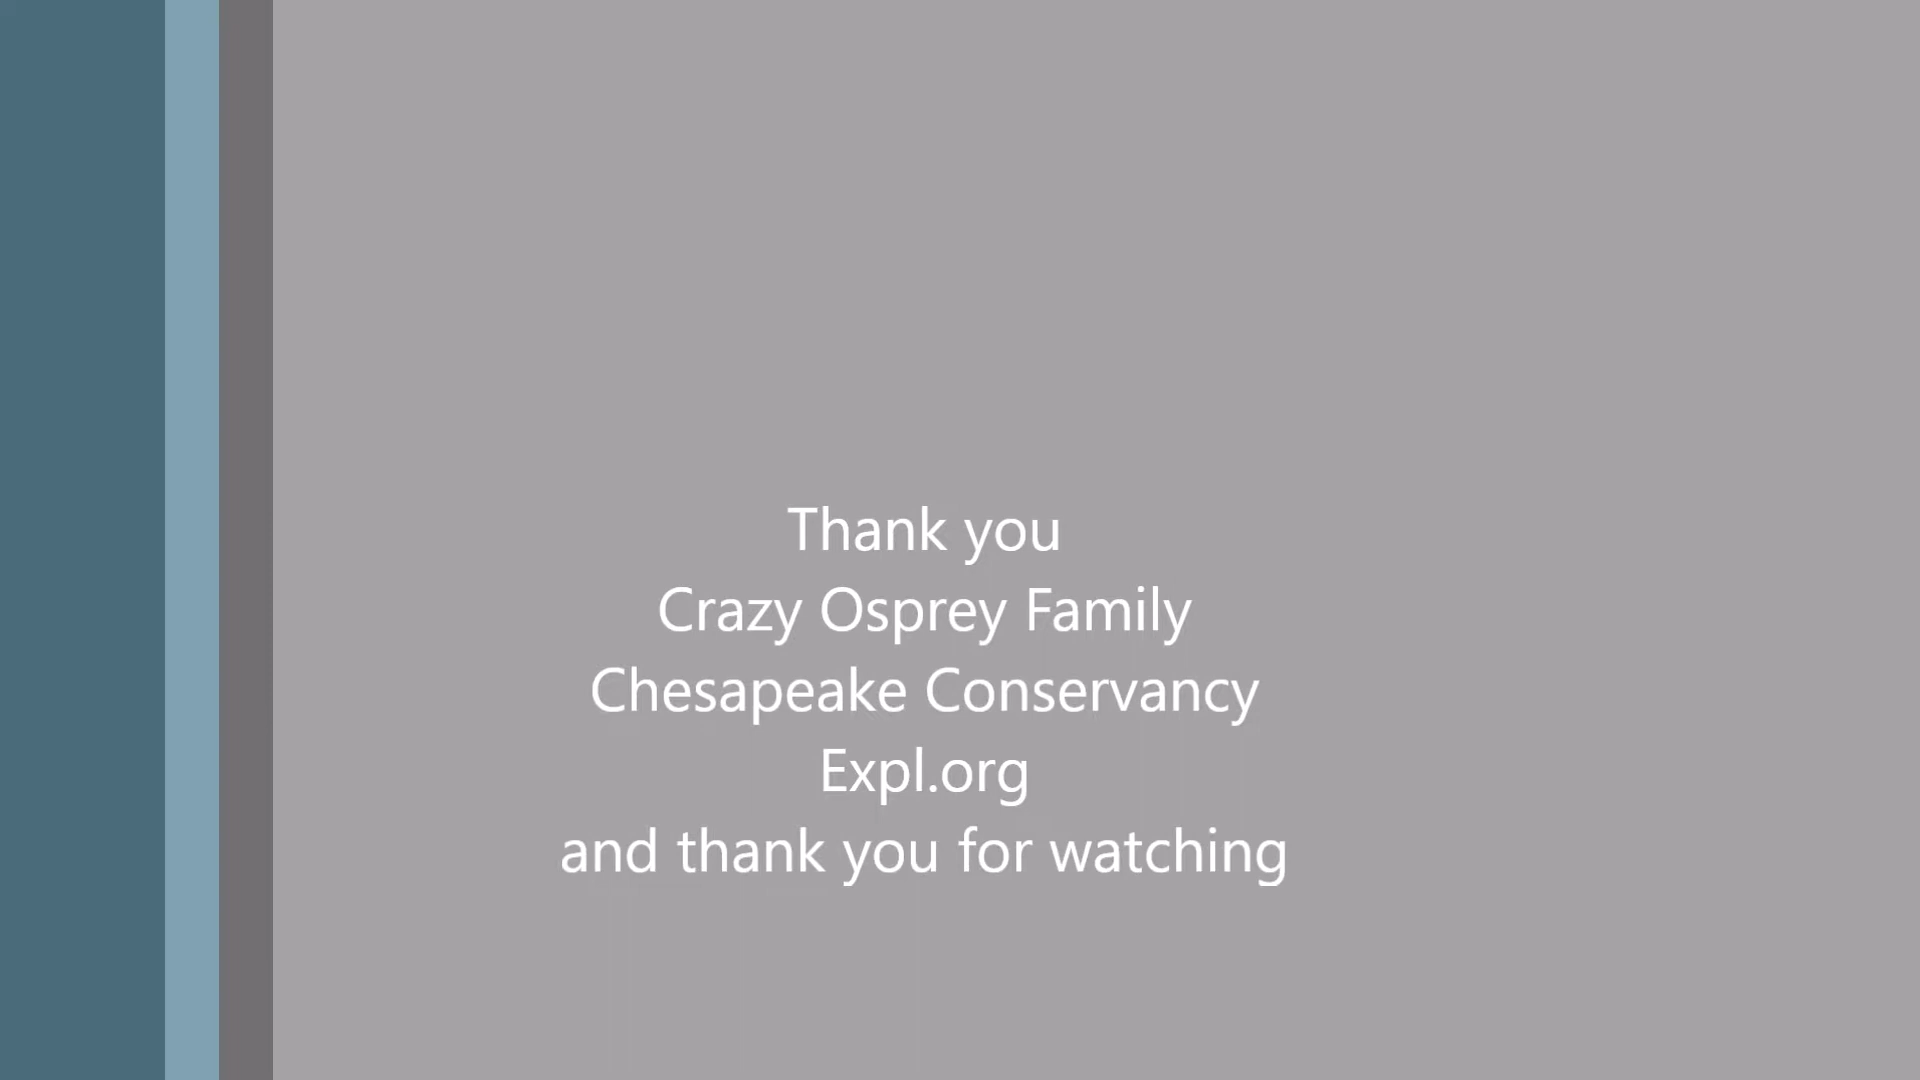 Thank you
Crazy Osprey Family
Chesapeake Conservancy
Expl.org
and thank you for watching